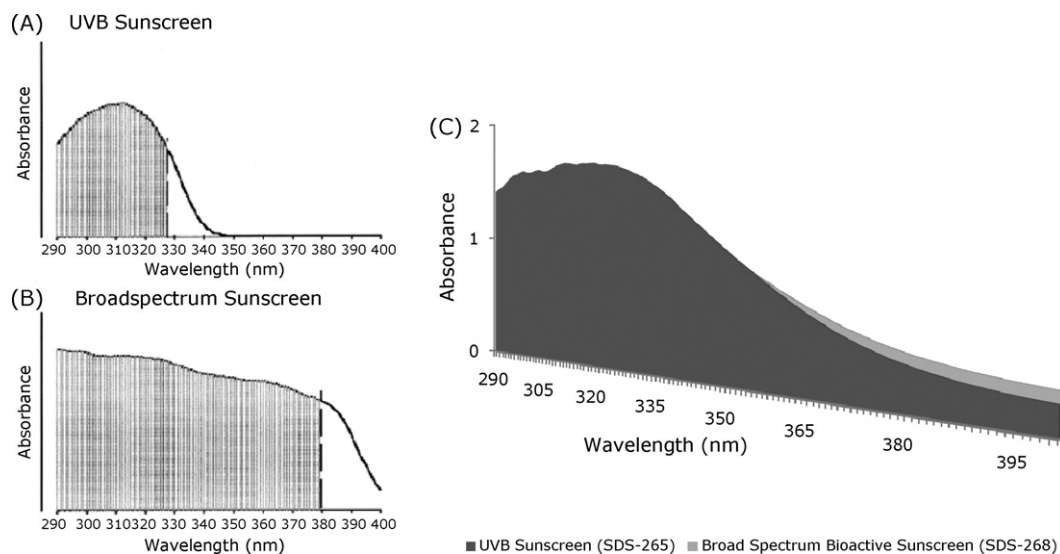 (A) UVB Sunscreen
Absorbance
290 300 310 320 330 340 350 360 370 380 390 400
Wavelength (nm)
(B) Broadspectrum Sunscreen
Absorbance
290 300 310 320 330 340 350 360 370 380 390 400
Wavelength (nm)
(C)
Absorbance
2
1
0
290 305 320 335 350 365 380 395
Wavelength (nm)
UVB Sunscreen (SDS-265) Broad Spectrum Bioactive Sunscreen (SDS-268)